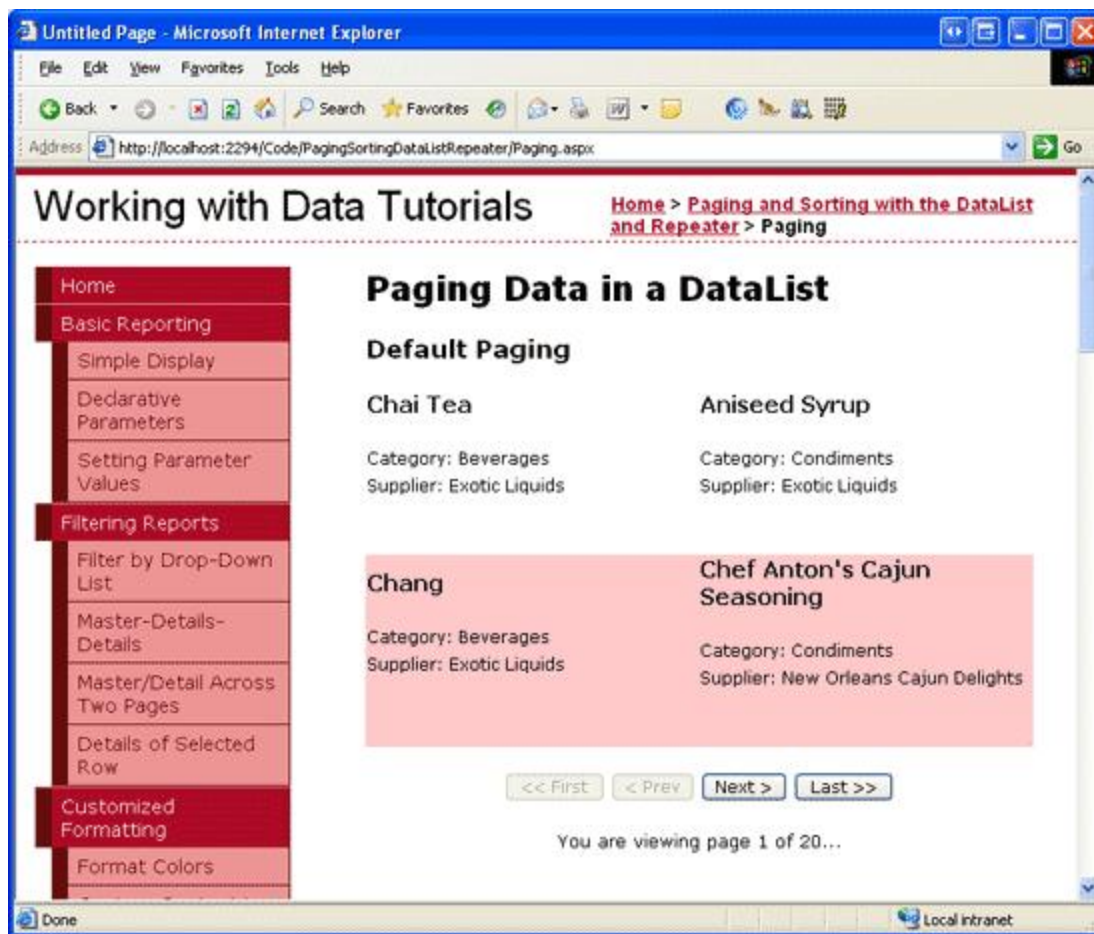 Untitled Page - Microsoft Internet Explorer
File Edit View Favorites Tools Help
Back Search Favorites
Address http://localhost:2294/Code/PagingSortingDataListRepeater/Paging.aspx Go
Working with Data Tutorials
Home > Paging and Sorting with the DataList
and Repeater > Paging
Home
Basic Reporting
Simple Display
Declarative
Parameters
Setting Parameter
Values
Filtering Reports
Filter by Drop-Down
List
Master-Details-
Details
Master/Detail Across
Two Pages
Details of Selected
Row
Customized
Formatting
Format Colors
Paging Data in a DataList
Default Paging
Chai Tea
Category: Beverages
Supplier: Exotic Liquids
Aniseed Syrup
Category: Condiments
Supplier: Exotic Liquids
Chang
Category: Beverages
Supplier: Exotic Liquids
Chef Anton's Cajun
Seasoning
Category: Condiments
Supplier: New Orleans Cajun Delights
<< First < Prev Next > Last >>
You are viewing page 1 of 20...
Done Local intranet